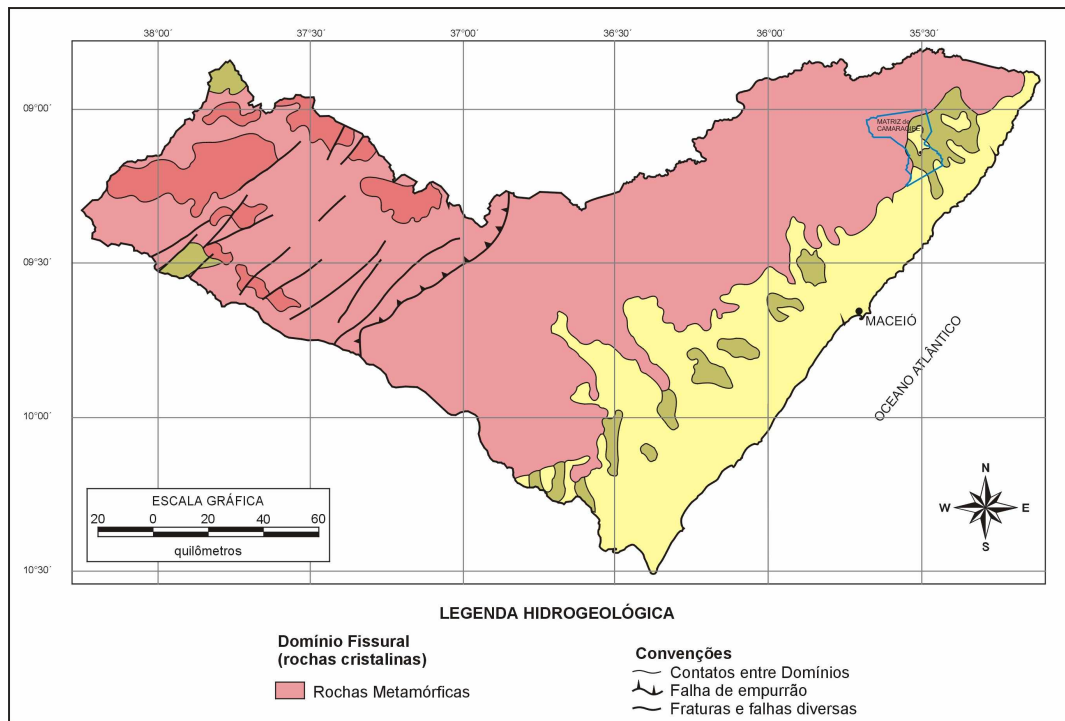 38°00´
37°30´
37°00´
36°30´
36°00´
35°30´
09°00´
MATRIZ de
CAMARAGIBE
09°30´
MACEIÓ
OCEANO ATLÂNTICO
10°00´
ESCALA GRÁFICA
20 0 20 40 60
quilômetros
N
W E
S
10°30´
LEGENDA HIDROGEOLÓGICA
Domínio Fissural
(rochas cristalinas)
Rochas Metamórficas
Convenções
Contatos entre Domínios
Falha de empurrão
Fraturas e falhas diversas